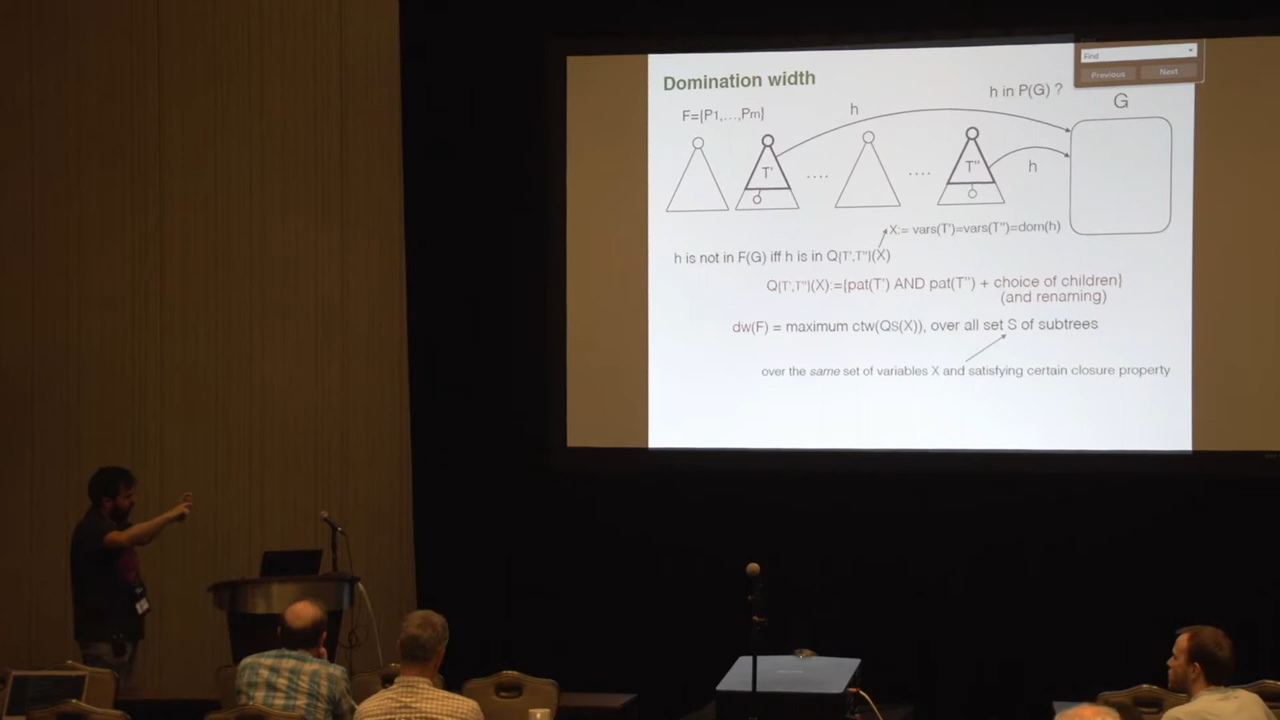 Find
Previous Next
Domination width
h in P(G) ?
F={P1,...,Pm}
h
G
T'
....
....
T''
h
X:= vars(T')=vars(T'')=dom(h)
h is not in F(G) iff h is in Q{T',T''}(X)
Q{T',T''}(X):={pat(T') AND pat(T'') + choice of children}
(and renaming)
dw(F) = maximum ctw(QS(X)), over all set S of subtrees
over the same set of variables X and satisfying certain closure property